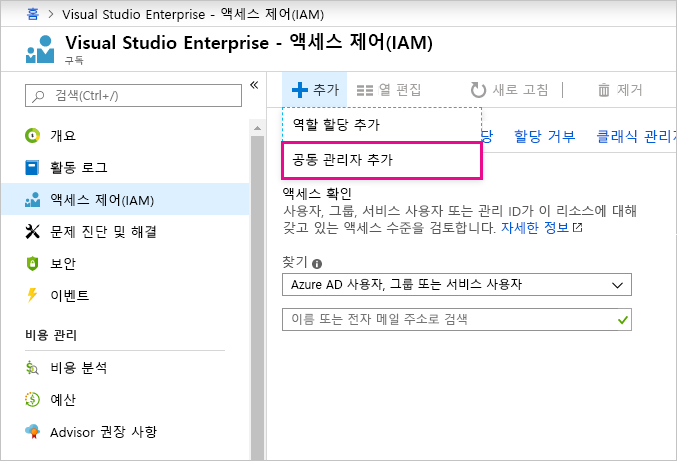 홈 > Visual Studio Enterprise - 액세스 제어(IAM)
Visual Studio Enterprise - 액세스 제어(IAM)
구독
검색(Ctrl+/)
«
개요
활동 로그
액세스 제어(IAM)
문제 진단 및 해결
보안
이벤트
비용 관리
비용 분석
예산
Advisor 권장 사항
추가
열 편집
새로 고침
제거
역할 할당 추가
공동 관리자 추가
당
할당 거부
클래식 관리자
액세스 확인
사용자, 그룹, 서비스 사용자 또는 관리 ID가 이 리소스에 대해
갖고 있는 액세스 수준을 검토합니다. 자세한 정보
찾기
Azure AD 사용자, 그룹 또는 서비스 사용자
이름 또는 전자 메일 주소로 검색